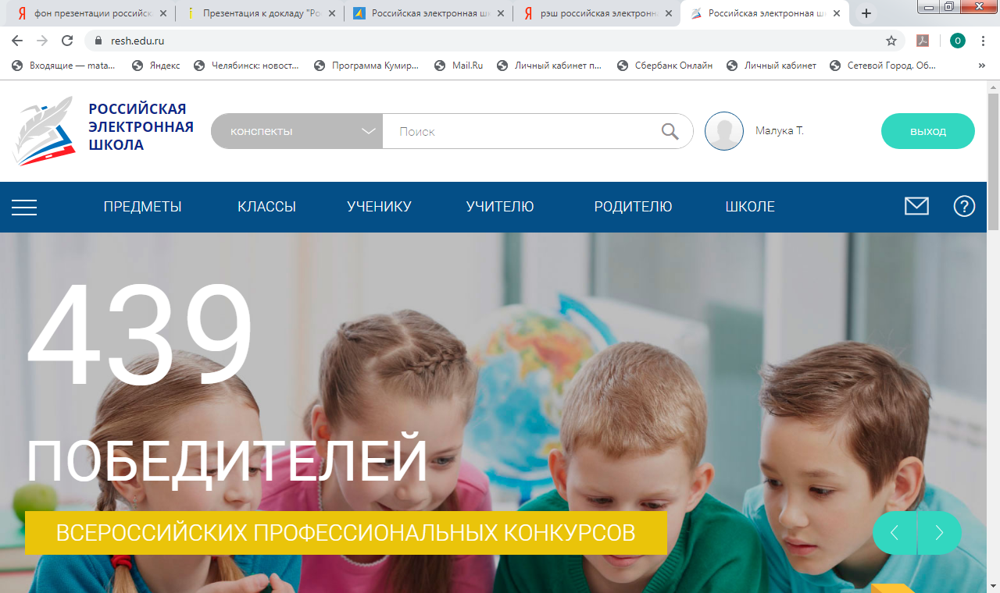 фон презентации российска
Презентация к докладу "Ро
Российская электронная ш
рэш российская электронн
Российская электронная ш
resh.edu.ru
О
Входящие — mata...
Яндекс
Челябинск: новост...
Программа Кумир...
Mail.Ru
Личный кабинет п...
Сбербанк Онлайн
Личный кабинет
Сетевой Город. Об...
»
РОССИЙСКАЯ
ЭЛЕКТРОННАЯ
ШКОЛА
конспекты
Поиск
Малука Т.
выход
ПРЕДМЕТЫ
КЛАССЫ
УЧЕНИКУ
УЧИТЕЛЮ
РОДИТЕЛЮ
ШКОЛЕ
439
ПОБЕДИТЕЛЕЙ
ВСЕРОССИЙСКИХ ПРОФЕССИОНАЛЬНЫХ КОНКУРСОВ